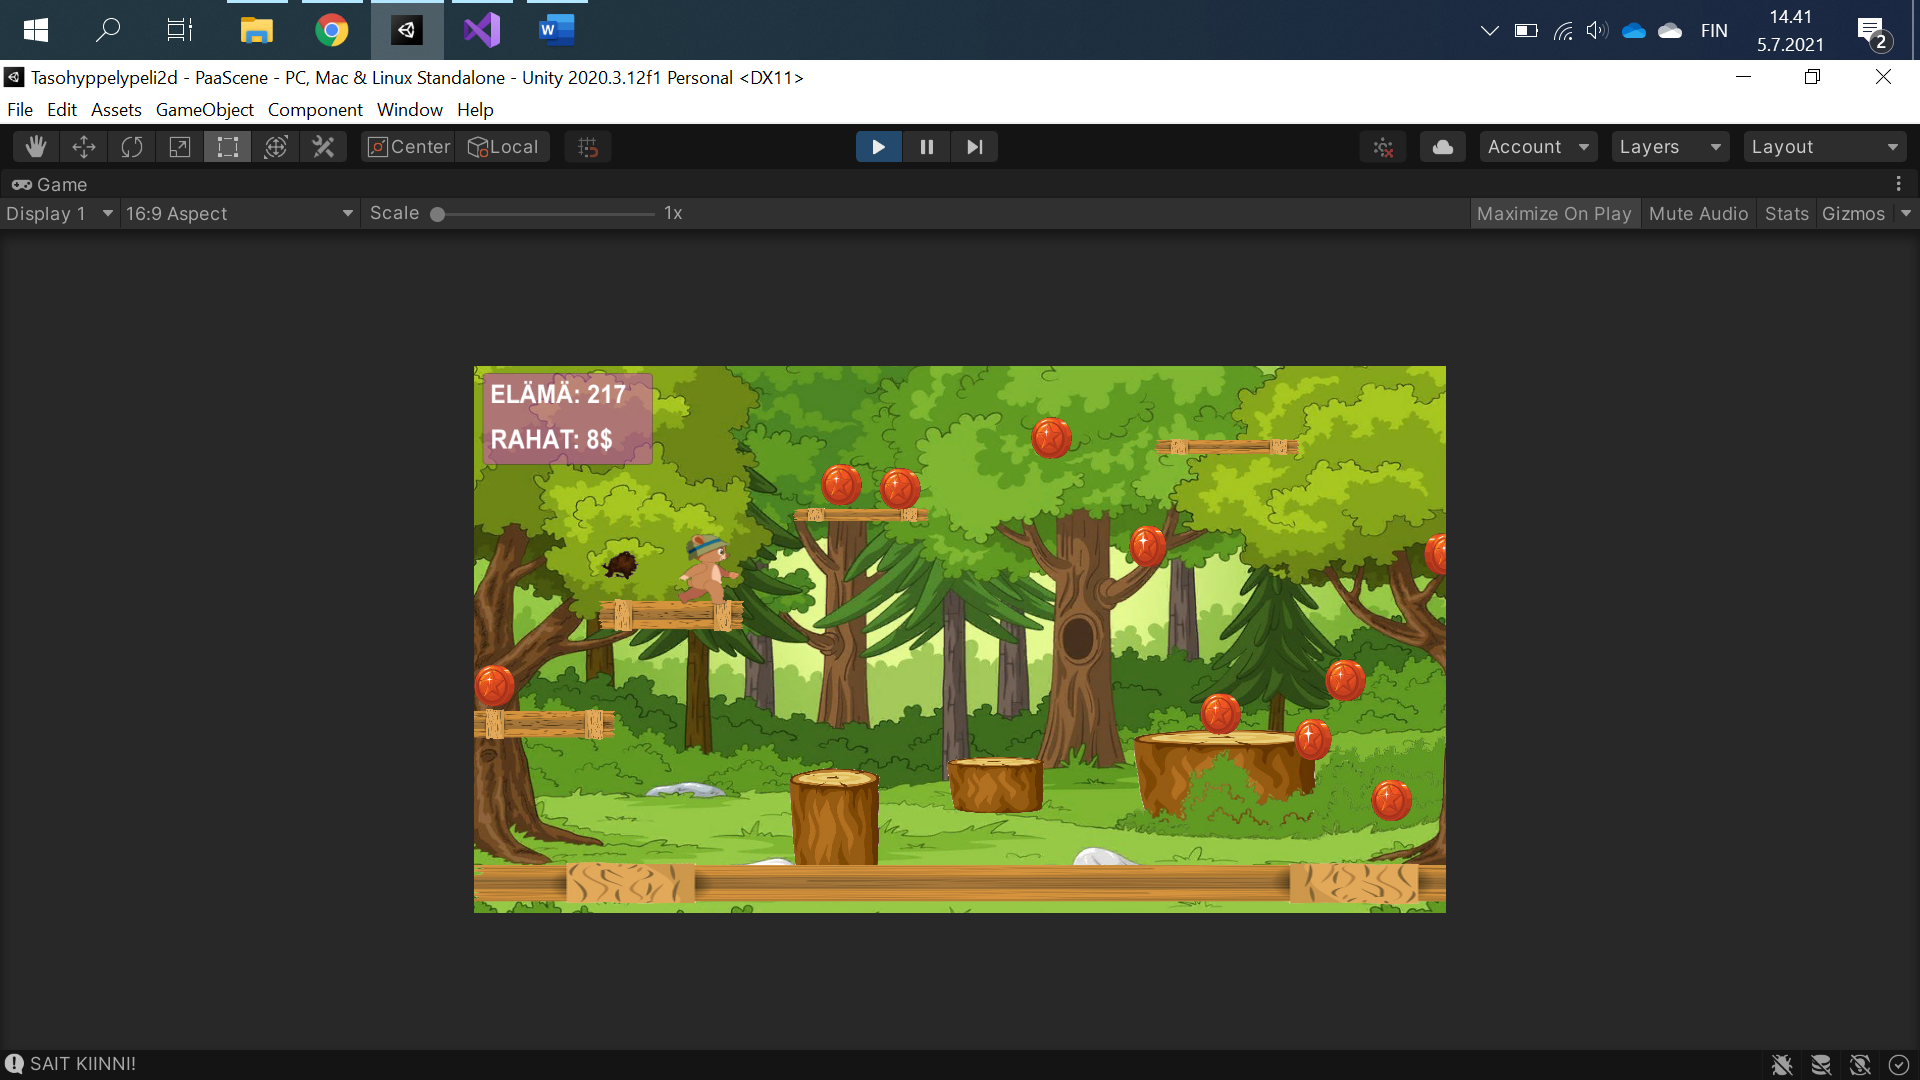 W
FIN
14.41
5.7.2021
2
Tasohyppelypeli2d - PaaScene - PC, Mac & Linux Standalone - Unity 2020.3.12f1 Personal <DX11>
File Edit Assets GameObject Component Window Help
Center Local Account Layers Layout
Game
Display 1 16:9 Aspect Scale 1x Maximize On Play Mute Audio Stats Gizmos
ELÄMÄ: 217
RAHAT: 8$
SAIT KIINNI!